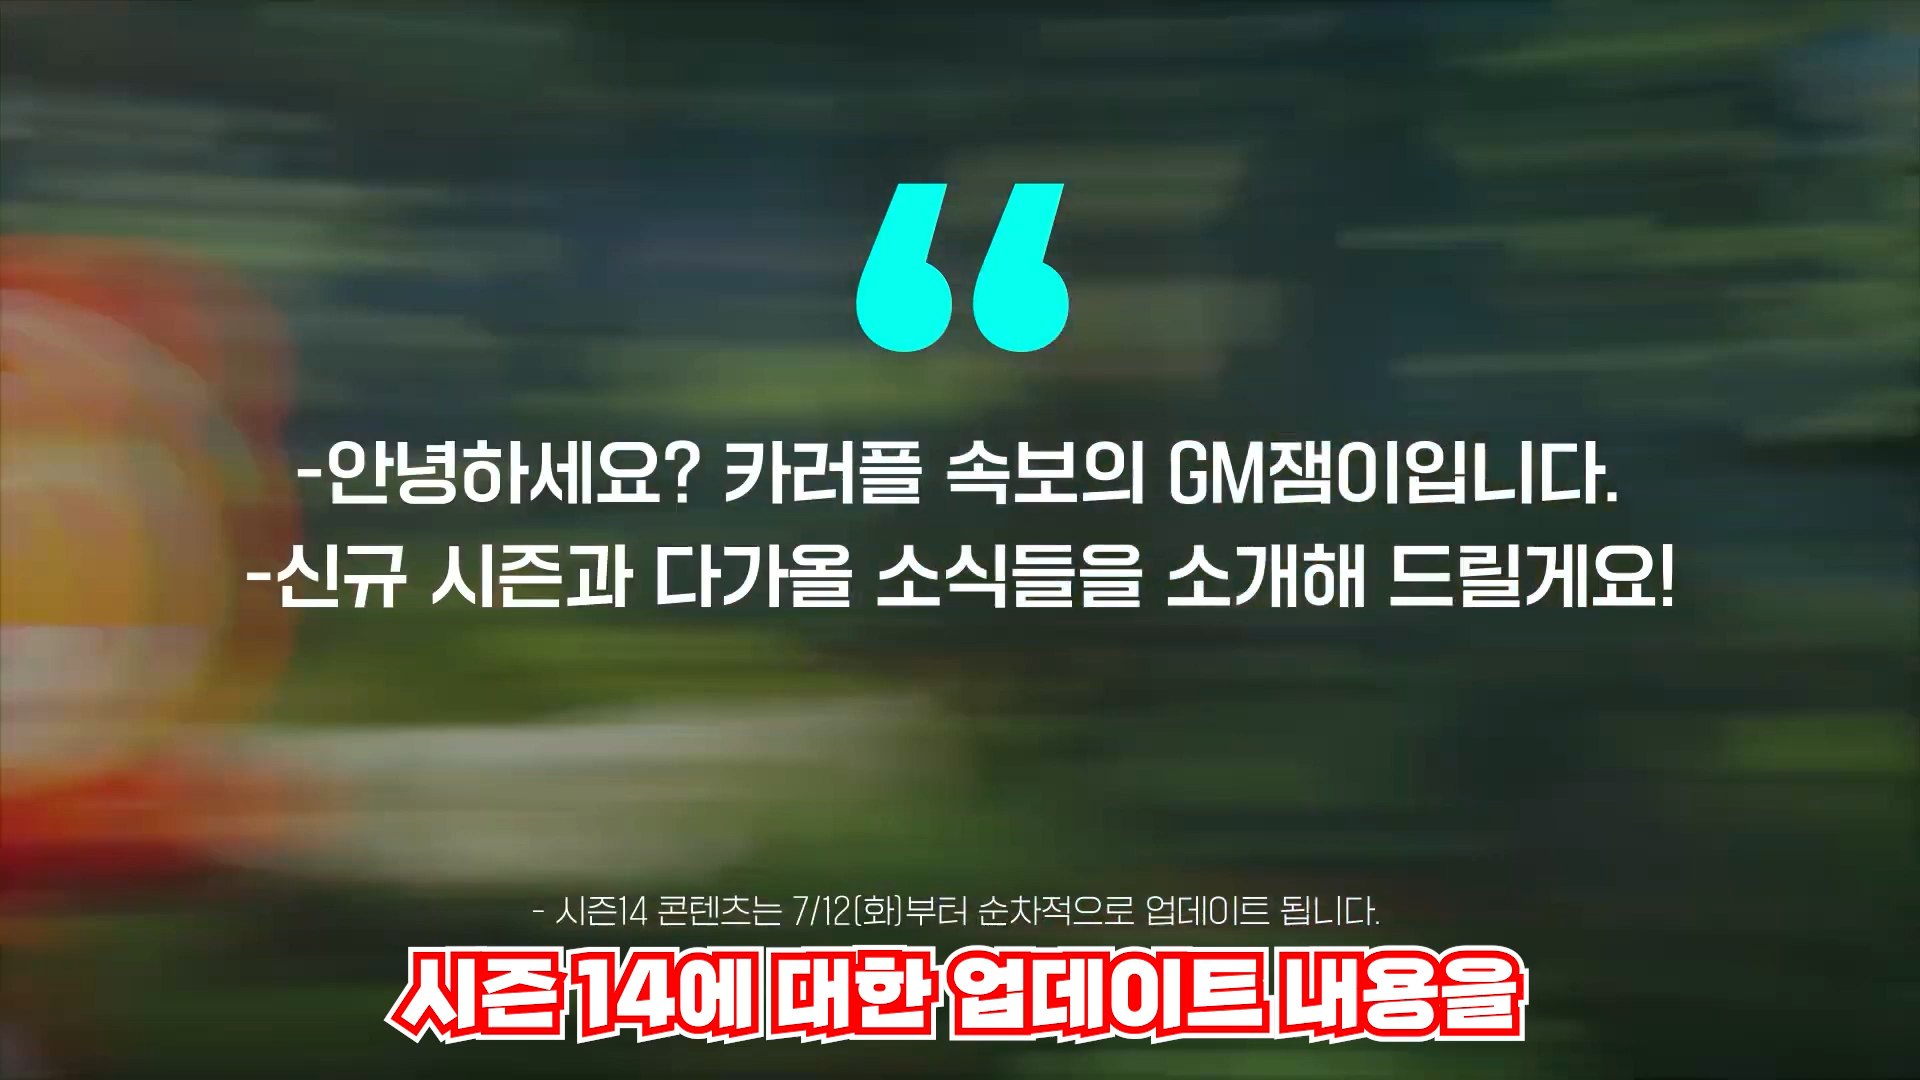 “
-안녕하세요? 카러플 속보의 GM잼이입니다.
-신규 시즌과 다가올 소식들을 소개해 드릴게요!
- 시즌14 콘텐츠는 7/12(화)부터 순차적으로 업데이트 됩니다.
시즌 14에 대한 업데이트 내용을